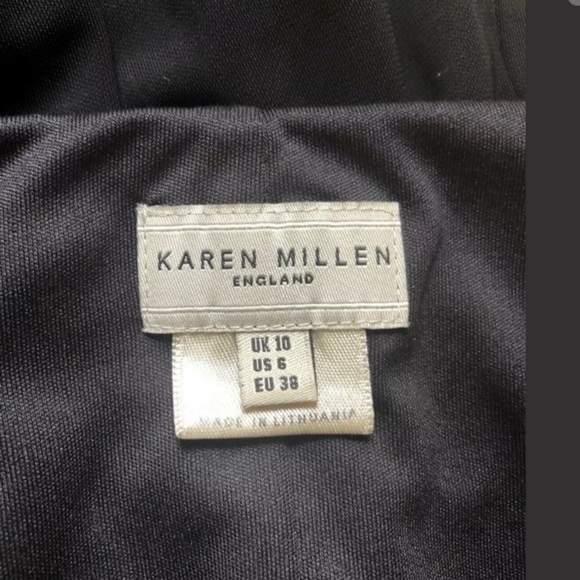 KAREN MILLEN
ENGLAND
UK 10
US 6
EU 38
MADE IN LITHUANIA